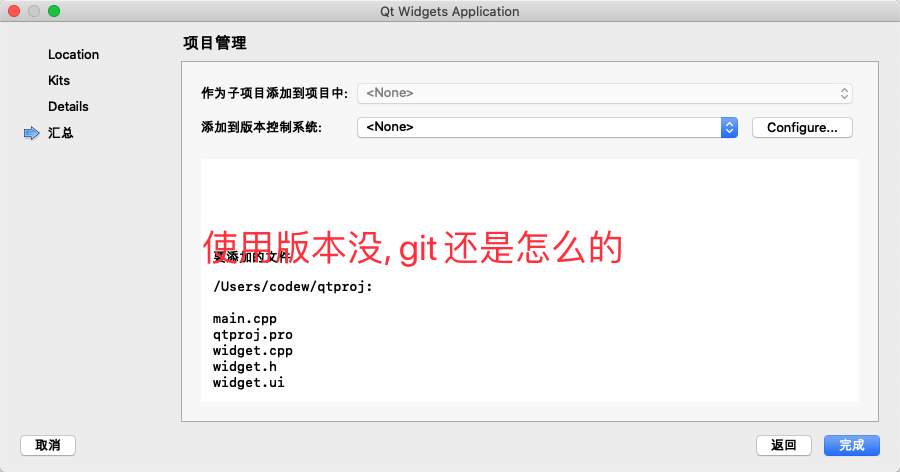 Qt Widgets Application
Location
Kits
Details
汇总
项目管理
作为子项目添加到项目中: <None>
添加到版本控制系统: <None> Configure...
使用版本没, git 还是怎么的
要添加的文件
/Users/codew/qtproj:
main.cpp
qtproj.pro
widget.cpp
widget.h
widget.ui
取消 返回 完成